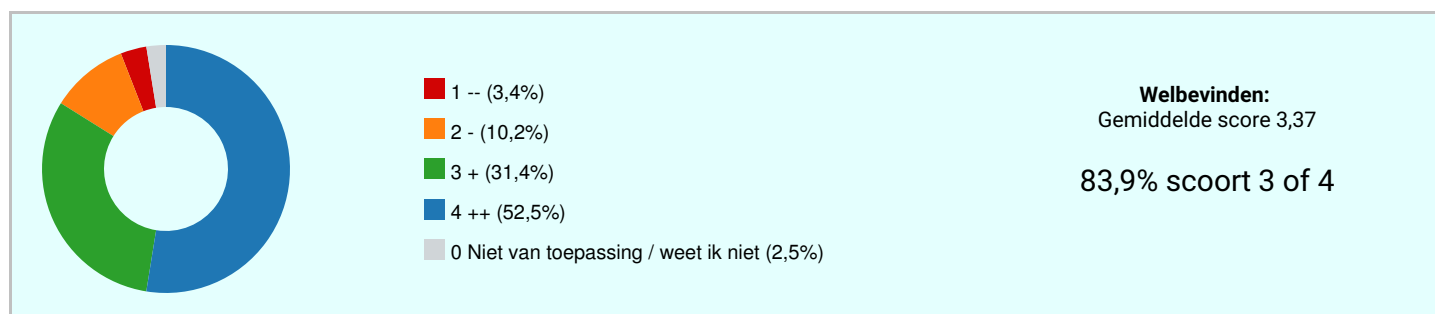 1 -- (3,4%)
2 - (10,2%)
3 + (31,4%)
4 ++ (52,5%)
0 Niet van toepassing / weet ik niet (2,5%)
Welbevinden:
Gemiddelde score 3,37
83,9% scoort 3 of 4